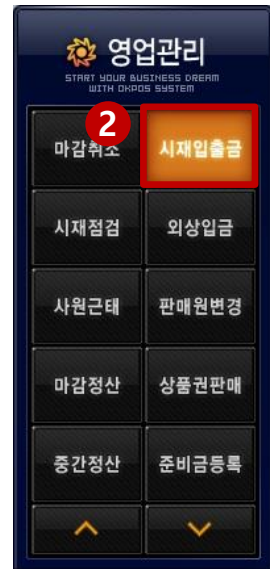 영업관리
START YOUR BUSINESS DREAM
WITH OKPOS SYSTEM
2
마감취소 시재입출금
시재점검 외상입금
사원근태 판매원변경
마감정산 상품권판매
중간정산 준비금등록